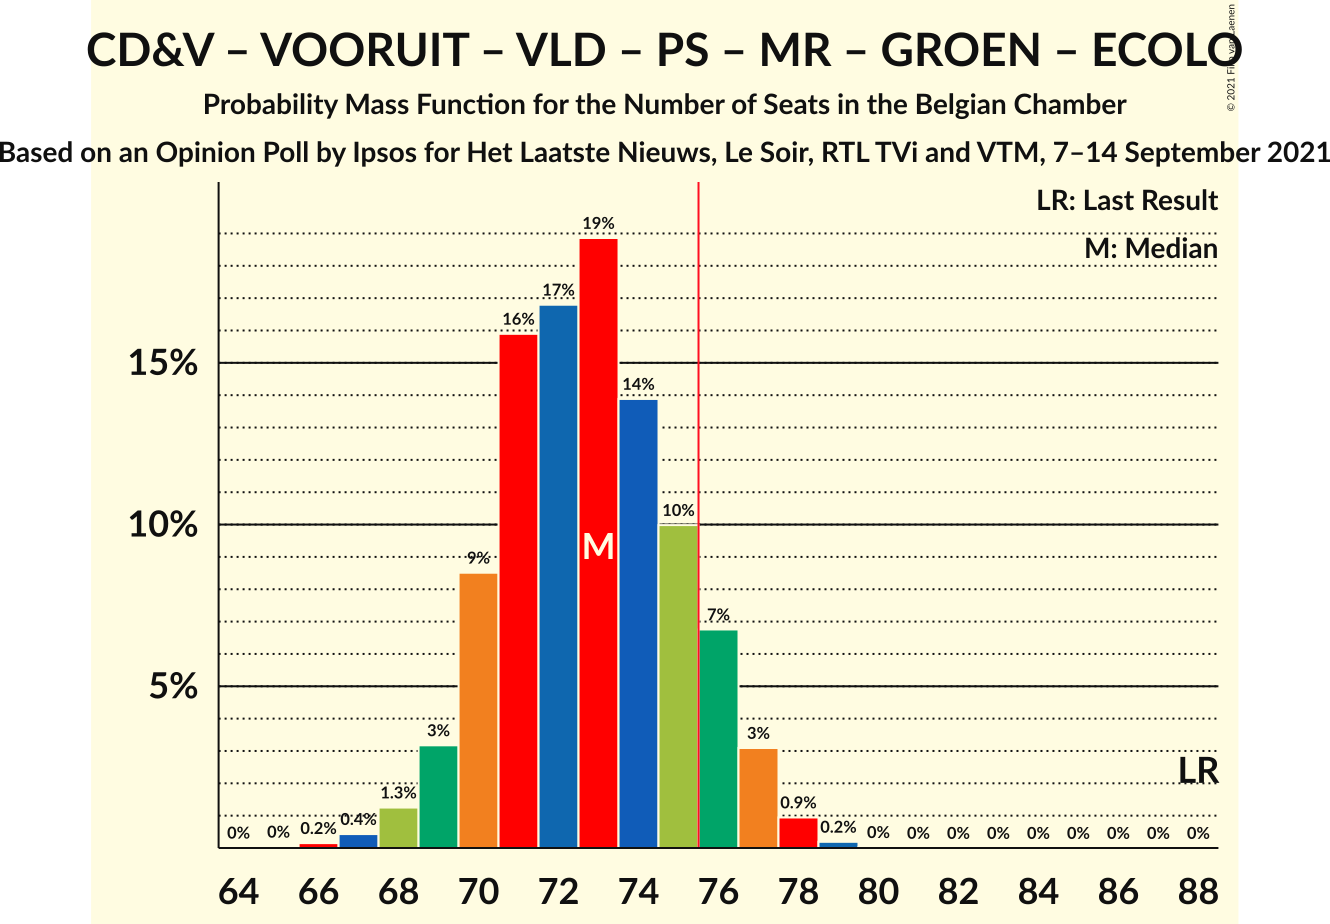 CD&V – VOORUIT – VLD – PS – MR – GROEN – ECOLO
Probability Mass Function for the Number of Seats in the Belgian Chamber
Based on an Opinion Poll by Ipsos for Het Laatste Nieuws, Le Soir, RTL TVi and VTM, 7–14 September 2021
© 2021 Filip van Laenen
LR: Last Result
M: Median
15%
10%
5%
0% 0% 0.2% 0.4% 1.3% 3% 9% 16% 17% 19% 14% 10% 7% 3% 0.9% 0.2% 0% 0% 0% 0% 0% 0% 0% 0% 0%
M
LR
64 66 68 70 72 74 76 78 80 82 84 86 88